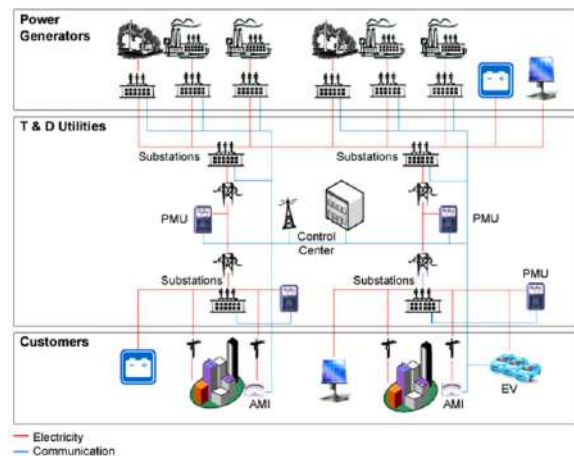 Power
Generators
T & D Utilities
Substations
Substations
PMU
PMU
Control
Center
Substations
Substations
PMU
Customers
AMI
AMI
EV
Electricity
Communication